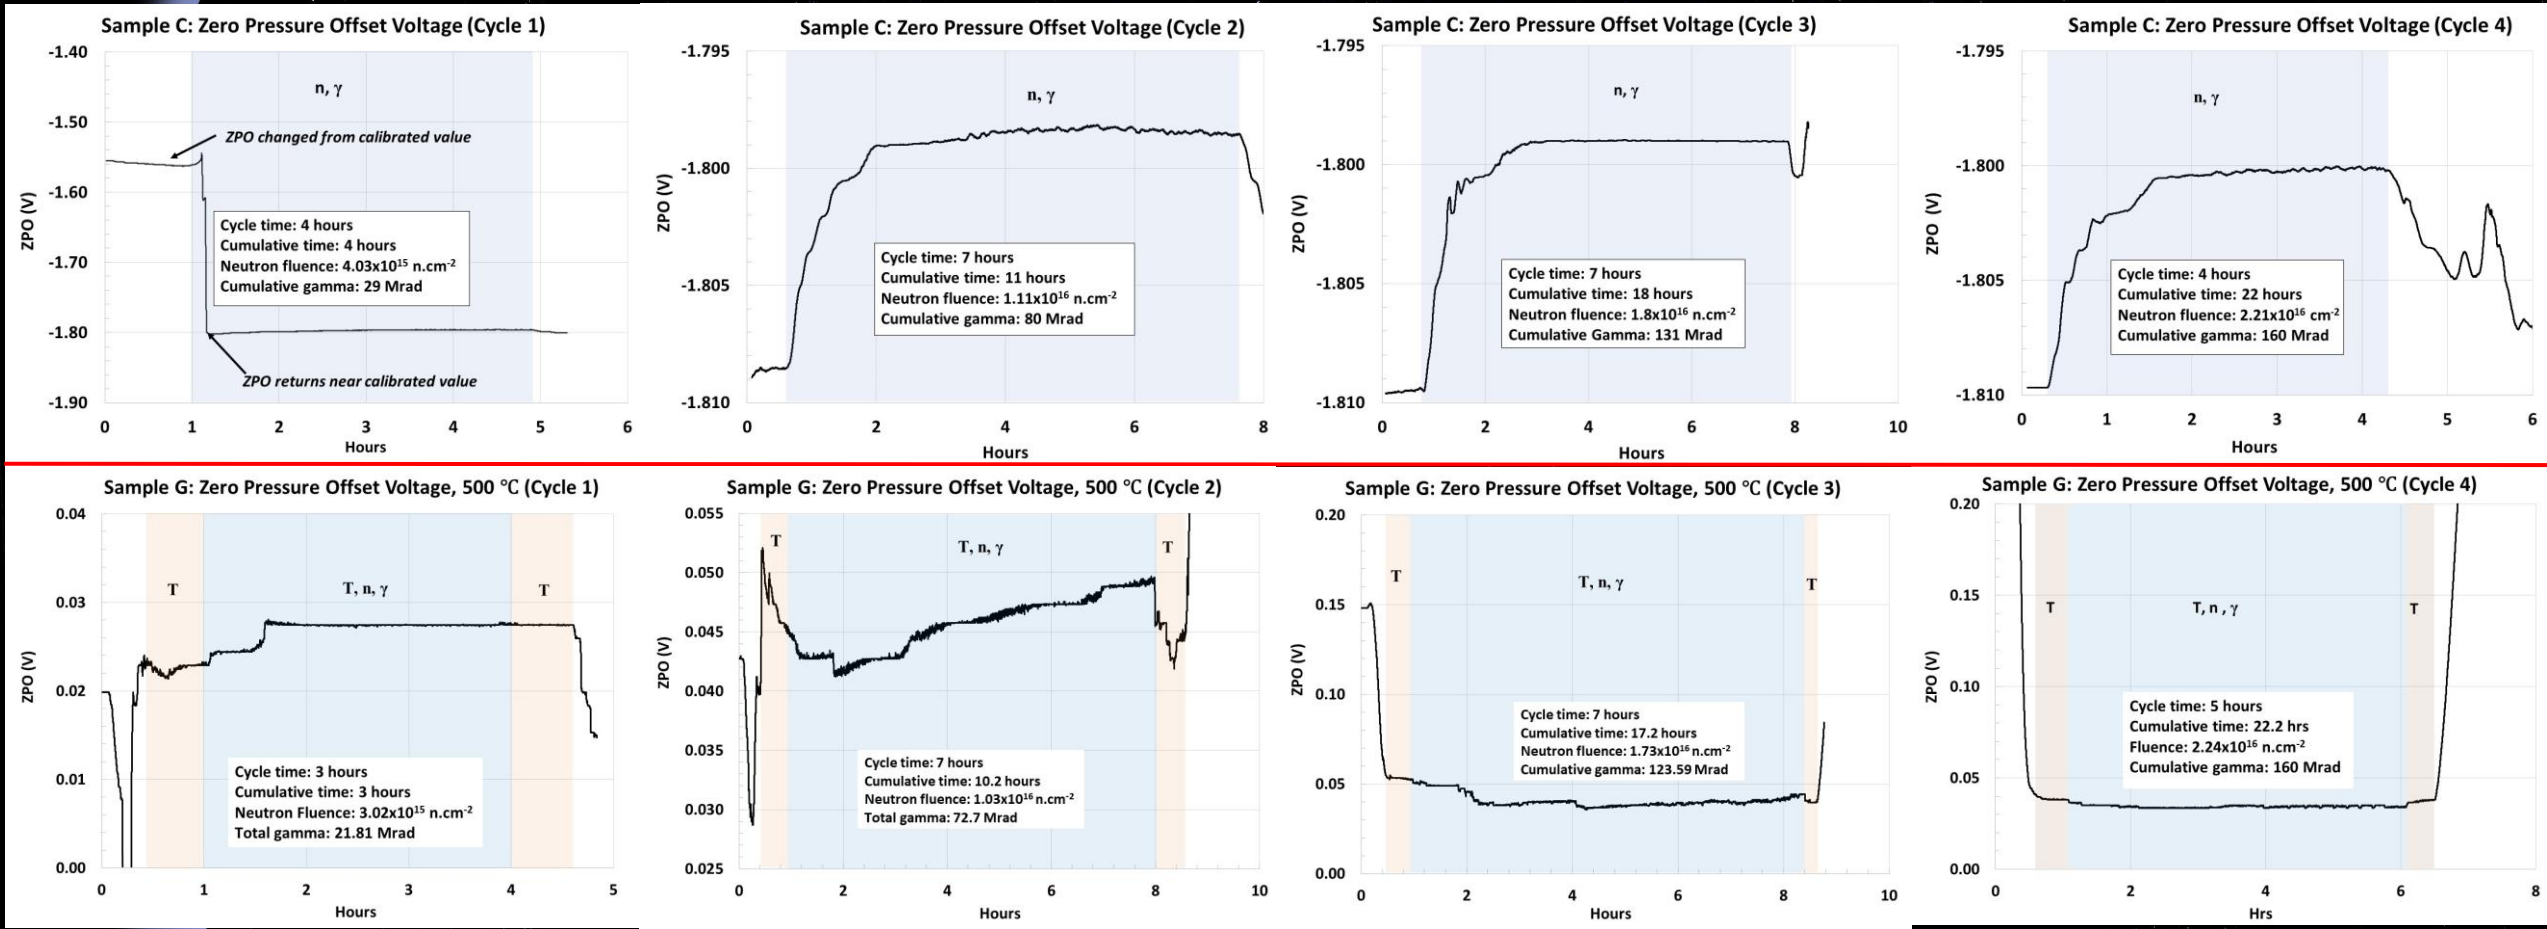 Sample C: Zero Pressure Offset Voltage (Cycle 1)
-1.40
-1.50
-1.60
-1.70
-1.80
-1.90
ZPO (V)
n, γ
ZPO changed from calibrated value
Cycle time: 4 hours
Cumulative time: 4 hours
Neutron fluence: 4.03x10¹⁵ n.cm⁻²
Cumulative gamma: 29 Mrad
ZPO returns near calibrated value
0 1 2 3 4 5 6
Hours
Sample C: Zero Pressure Offset Voltage (Cycle 2)
-1.795
-1.800
-1.805
-1.810
ZPO (V)
n, γ
Cycle time: 7 hours
Cumulative time: 11 hours
Neutron fluence: 1.11x10¹⁶ n.cm⁻²
Cumulative gamma: 80 Mrad
0 2 4 6 8
Hours
Sample C: Zero Pressure Offset Voltage (Cycle 3)
-1.795
-1.800
-1.805
-1.810
ZPO (V)
n, γ
Cycle time: 7 hours
Cumulative time: 18 hours
Neutron fluence: 1.8x10¹⁶ n.cm⁻²
Cumulative Gamma: 131 Mrad
0 2 4 6 8 10
Hours
Sample C: Zero Pressure Offset Voltage (Cycle 4)
-1.795
-1.800
-1.805
-1.810
ZPO (V)
n, γ
Cycle time: 4 hours
Cumulative time: 22 hours
Neutron fluence: 2.21x10¹⁶ cm⁻²
Cumulative gamma: 160 Mrad
0 1 2 3 4 5 6
Hours
Sample G: Zero Pressure Offset Voltage, 500 ℃ (Cycle 1)
0.04
0.03
0.02
0.01
0.00
ZPO (V)
T
T, n, γ
T
Cycle time: 3 hours
Cumulative time: 3 hours
Neutron Fluence: 3.02x10¹⁵ n.cm⁻²
Total gamma: 21.81 Mrad
0 1 2 3 4 5
Hours
Sample G: Zero Pressure Offset Voltage, 500 ℃ (Cycle 2)
0.055
0.050
0.045
0.040
0.035
0.030
0.025
ZPO (V)
T
T, n, γ
T
Cycle time: 7 hours
Cumulative time: 10.2 hours
Neutron fluence: 1.03x10¹⁶ n.cm⁻²
Total gamma: 72.7 Mrad
0 2 4 6 8 10
Hours
Sample G: Zero Pressure Offset Voltage, 500 ℃ (Cycle 3)
0.20
0.15
0.10
0.05
0.00
ZPO (V)
T
T, n, γ
T
Cycle time: 7 hours
Cumulative time: 17.2 hours
Neutron fluence: 1.73x10¹⁶ n.cm⁻²
Cumulative gamma: 123.59 Mrad
0 2 4 6 8 10
Hours
Sample G: Zero Pressure Offset Voltage, 500 ℃ (Cycle 4)
0.20
0.15
0.10
0.05
0.00
ZPO (V)
T
T, n , γ
T
Cycle time: 5 hours
Cumulative time: 22.2 hrs
Fluence: 2.24x10¹⁶ n.cm⁻²
Cumulative gamma: 160 Mrad
0 2 4 6 8
Hrs